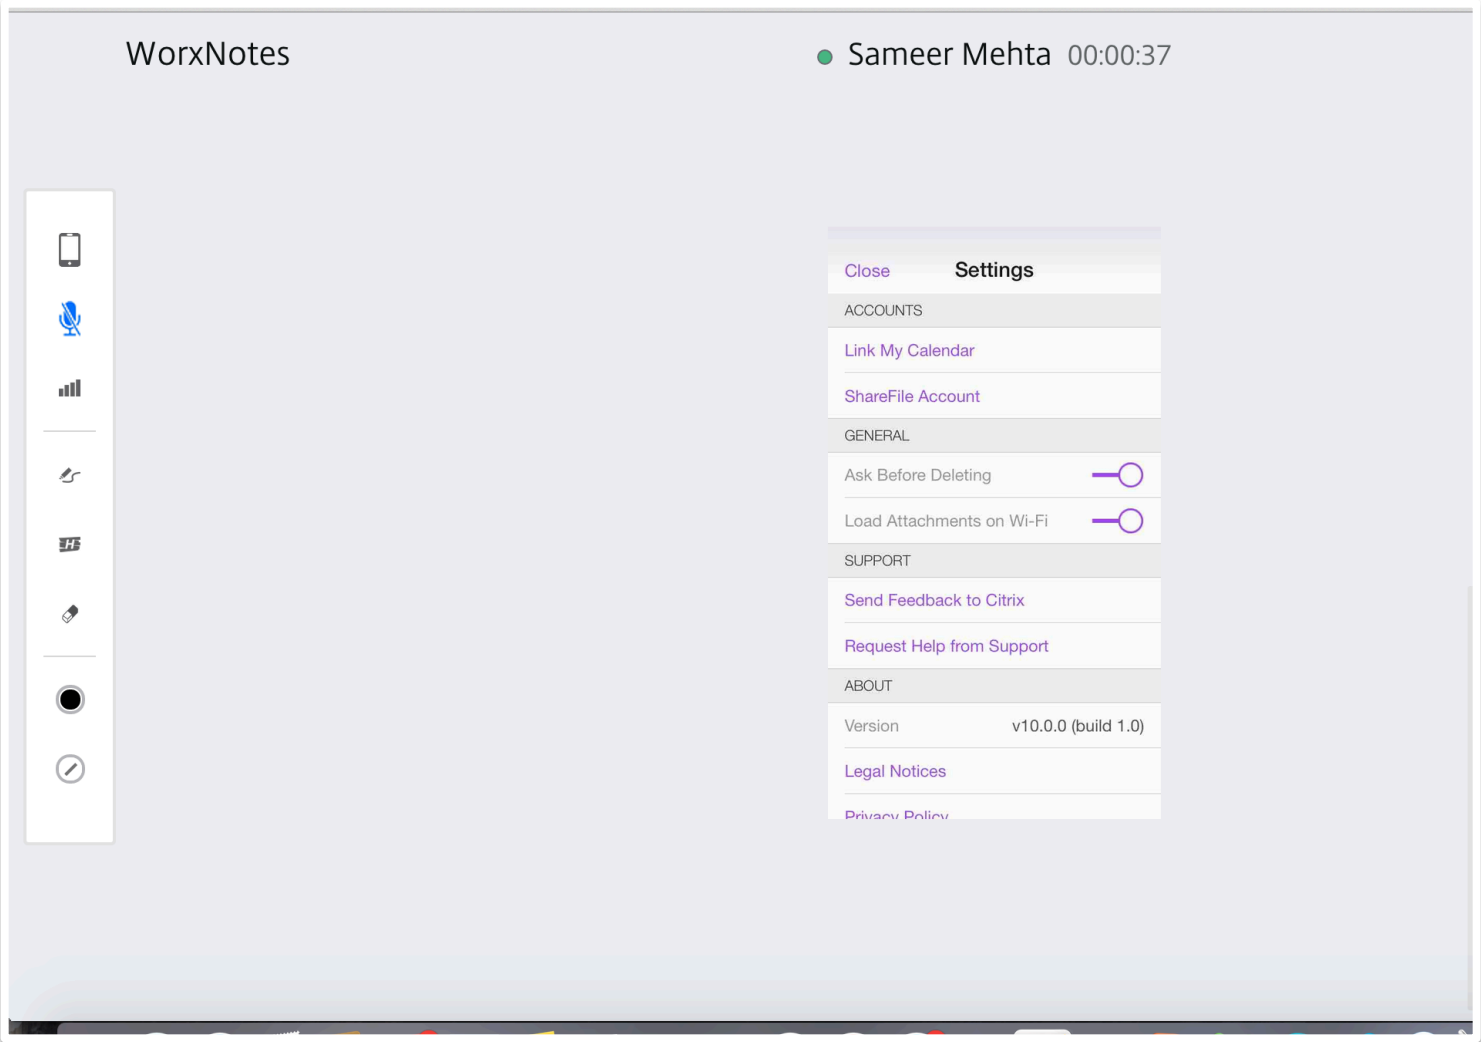 WorxNotes
Sameer Mehta 00:00:37
Close Settings
ACCOUNTS
Link My Calendar
ShareFile Account
GENERAL
Ask Before Deleting
Load Attachments on Wi-Fi
SUPPORT
Send Feedback to Citrix
Request Help from Support
ABOUT
Version v10.0.0 (build 1.0)
Legal Notices
Privacy Policy